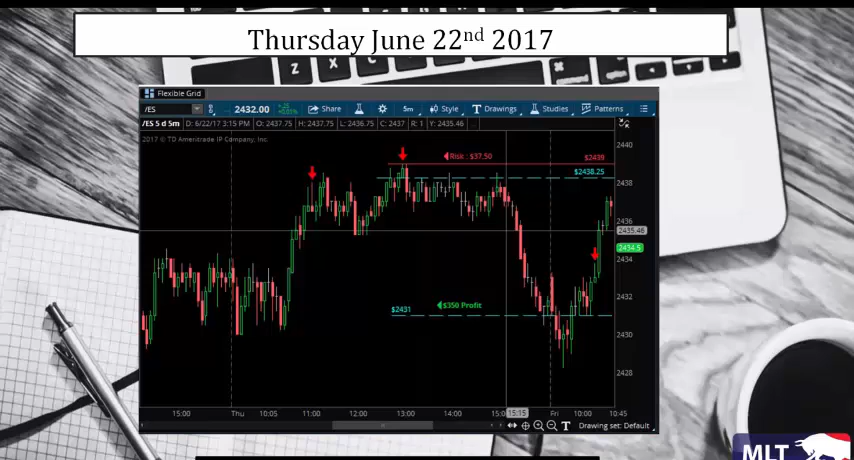 Thursday June 22nd 2017
Z X C
Flexible Grid
/ES 2432.00 Share 5m Style Drawings Studies Patterns
/ES 5 d 5m D: 6/22/17 3:15 PM O: 2437.75 H: 2437.75 L: 2436.75 C: 2437 R: 1 Y: 2435.46
2017 © TD Ameritrade IP Company, Inc.
2440
Risk : $37.50 $2439
$2438.25
2438
2436
2435.46
2434.5
2434
2432
$350 Profit
$2431
2430
2428
15:00 Thu 10:05 11:00 12:00 13:00 14:00 15:0 15:15 Fri 10:00 10:45
T Drawing set: Default
MLT